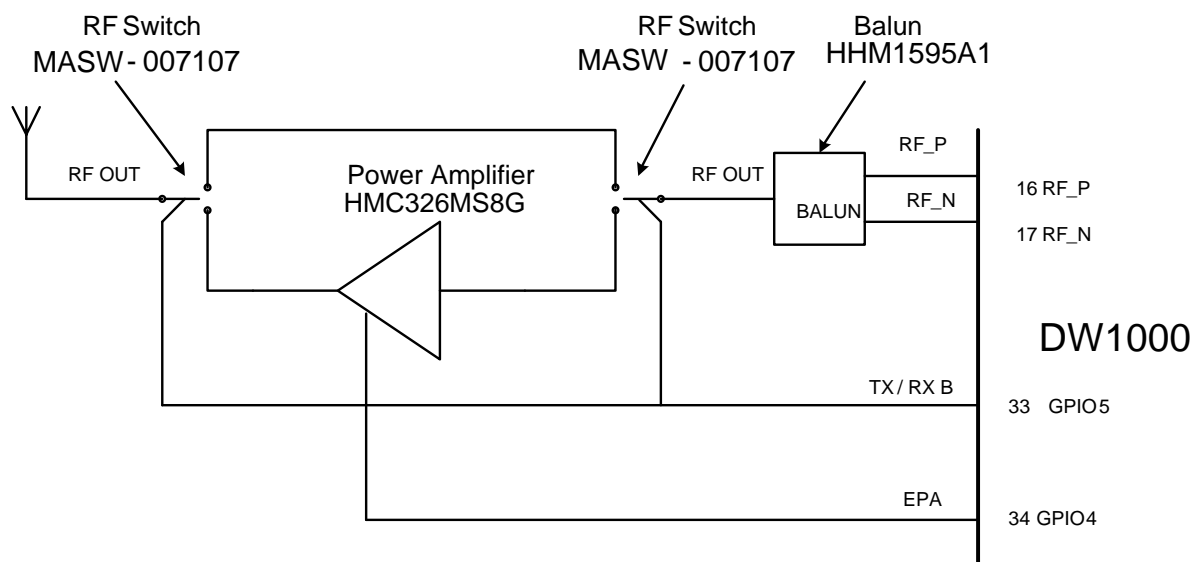 RF Switch
MASW - 007107
RF Switch
MASW - 007107
Balun
HHM1595A1
RF OUT
Power Amplifier
HMC326MS8G
RF OUT
BALUN
RF_P
RF_N
16 RF_P
17 RF_N
DW1000
TX / RX B
33 GPIO5
EPA
34 GPIO4